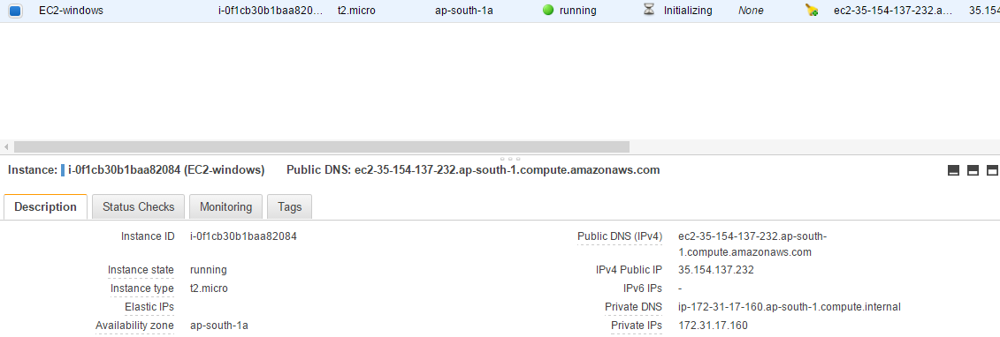 EC2-windows i-0f1cb30b1baa820... t2.micro ap-south-1a running Initializing None ec2-35-154-137-232.a... 35.154
Instance: i-0f1cb30b1baa82084 (EC2-windows) Public DNS: ec2-35-154-137-232.ap-south-1.compute.amazonaws.com
Description Status Checks Monitoring Tags
Instance ID i-0f1cb30b1baa82084 Public DNS (IPv4) ec2-35-154-137-232.ap-south-
1.compute.amazonaws.com
Instance state running IPv4 Public IP 35.154.137.232
Instance type t2.micro IPv6 IPs -
Elastic IPs Private DNS ip-172-31-17-160.ap-south-1.compute.internal
Availability zone ap-south-1a Private IPs 172.31.17.160